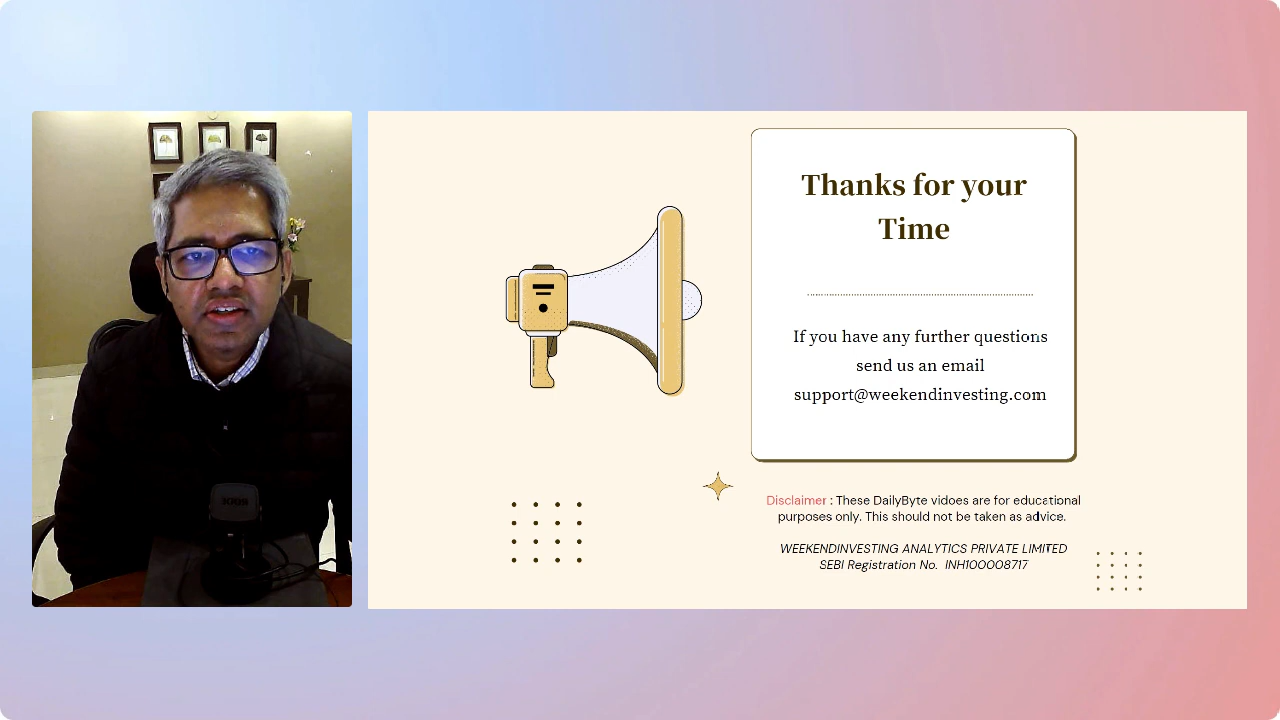 Thanks for your
Time
If you have any further questions
send us an email
support@weekendinvesting.com
Disclaimer : These DailyByte vidoes are for educational
purposes only. This should not be taken as advice.
WEEKENDINVESTING ANALYTICS PRIVATE LIMITED
SEBI Registration No. INH100008717